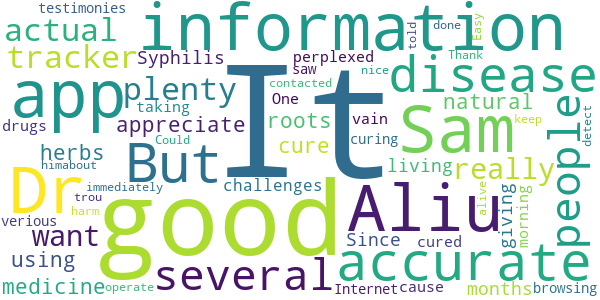 testimonies
information
actual
tracker
Syphilis
perplexed
told
done
Easy
saw
Thank
nice
contacted
disease
app
plenty
It
One
taking
appreciate
Could
roots
vain
Sam
natural
keep
people
detect
drugs
herbs
But
cure
curing
himabout
living
really
immediately
challenges
alive
Dr
good
Aliu
giving
morning
trou
harm
verious
want
Since
cured
accurate
using
several
medicine
operate
Internet
cause
months
browsing